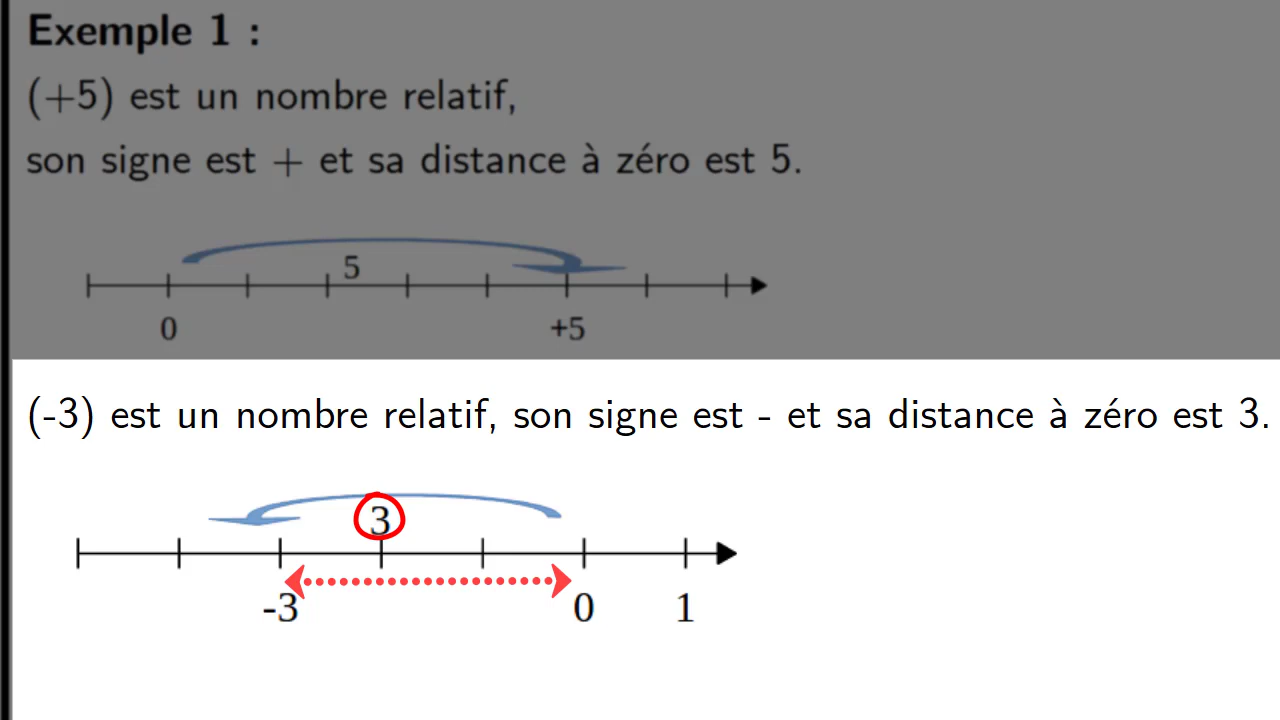 Exemple 1 :
(+5) est un nombre relatif,
son signe est + et sa distance à zéro est 5.
5
0 +5
(-3) est un nombre relatif, son signe est - et sa distance à zéro est 3.
3
-3 0 1